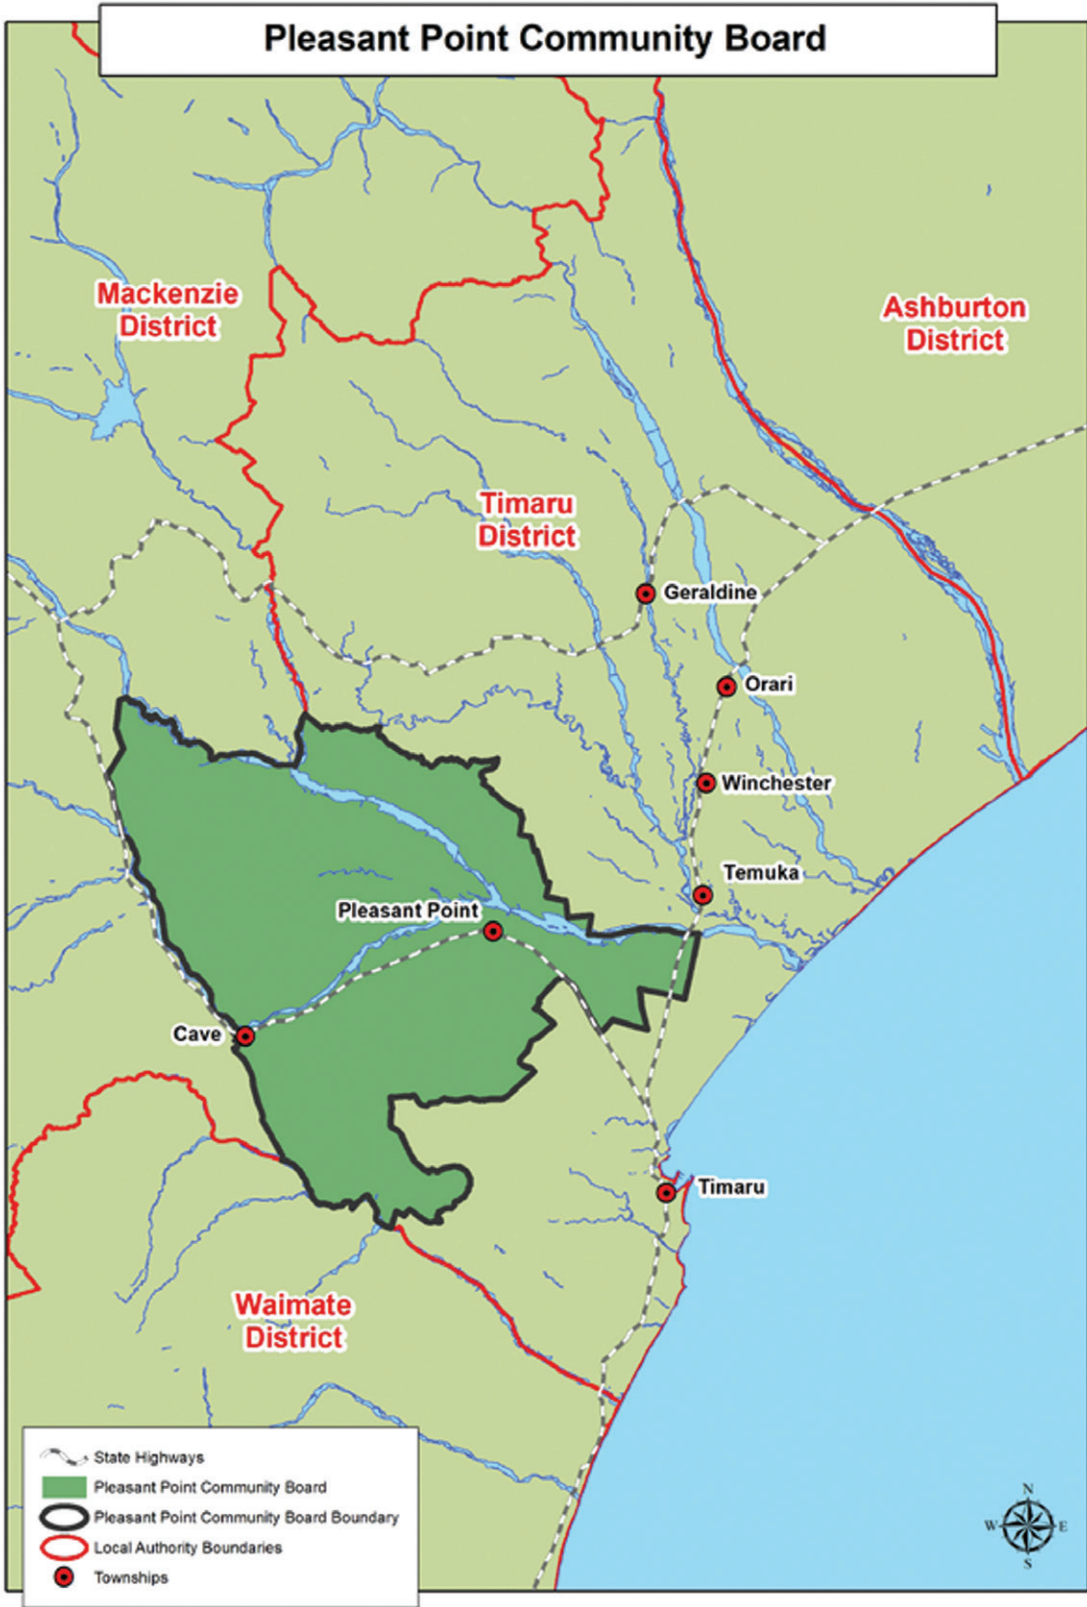 Pleasant Point Community Board
Mackenzie
District
Ashburton
District
Timaru
District
Geraldine
Orari
Winchester
Temuka
Pleasant Point
Cave
Timaru
Waimate
District
State Highways
Pleasant Point Community Board
Pleasant Point Community Board Boundary
Local Authority Boundaries
Townships
N
W
E
S